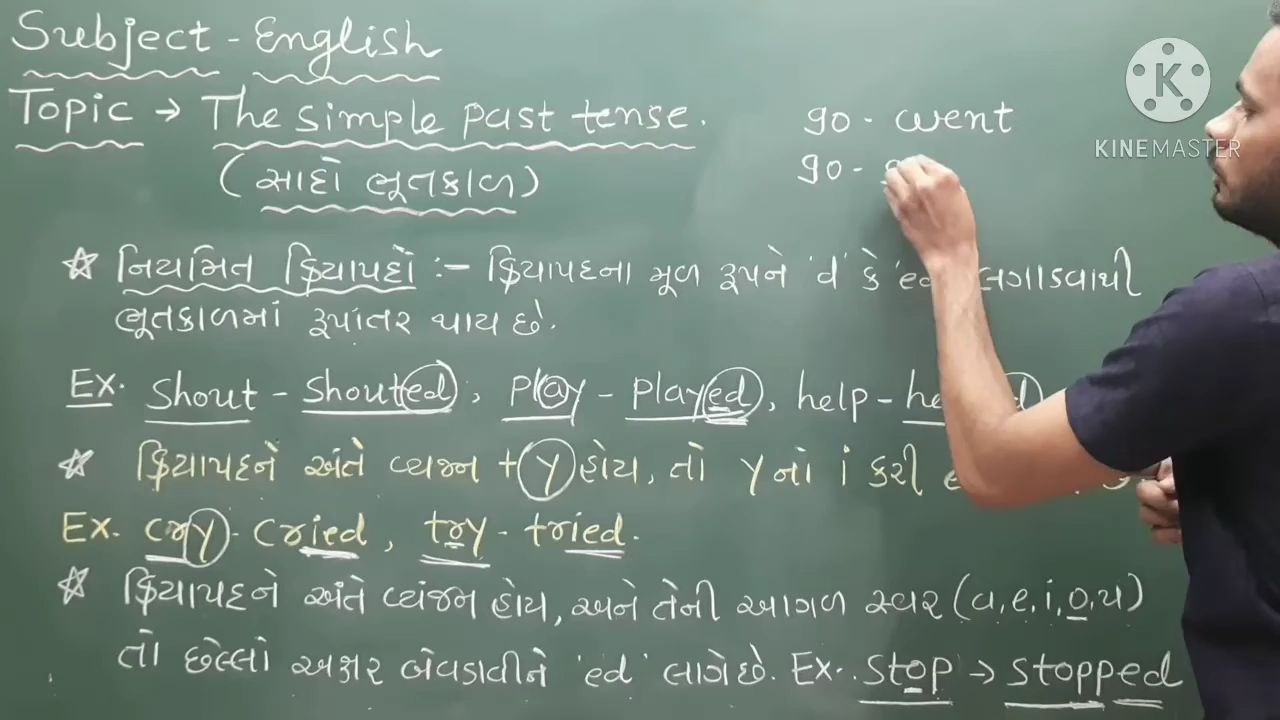 Subject - English
Topic → The simple past tense.
(સાદો ભૂતકાળ)
go - went
go -
KINEMASTER
☆ નિયમિત ક્રિયાપદો :- ક્રિયાપદના મૂળ રૂપને 'd' કે 'ed લગાડવાથી
ભૂતકાળમાં રૂપાંતર થાય છે.
Ex. Shout - Shouted, play - played, help -
☆ ક્રિયાપદને અંતે વ્યંજન + y હોય, તો y નો i કરી
Ex. Cry - Cried, try - tried.
☆ ક્રિયાપદને અંતે વ્યંજન હોય, અને તેની આગળ સ્વર (a, e, i, o, u)
તો છેલ્લો અક્ષર બેવડાવીને 'ed' લાગે છે. Ex. Stop → stopped